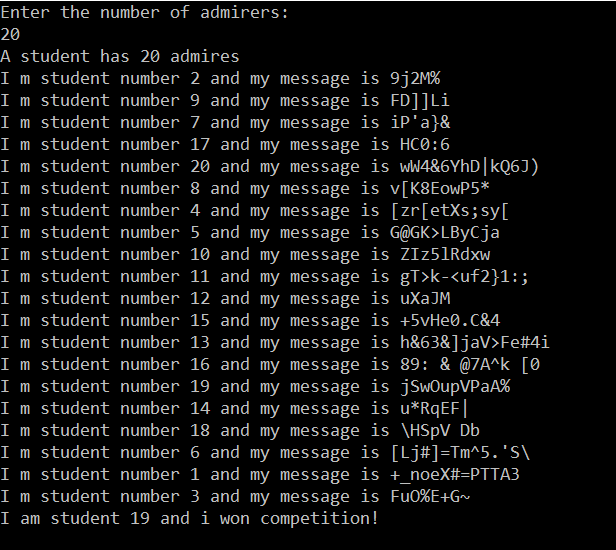 Enter the number of admirers:
20
A student has 20 admires
I m student number 2 and my message is 9j2M%
I m student number 9 and my message is FD]]Li
I m student number 7 and my message is iP'a}&
I m student number 17 and my message is HC0:6
I m student number 20 and my message is wW4&6YhD|kQ6J)
I m student number 8 and my message is v[K8EowP5*
I m student number 4 and my message is [zr[etXs;sy[
I m student number 5 and my message is G@GK>LByCja
I m student number 10 and my message is ZIz5lRdxw
I m student number 11 and my message is gT>k-<uf2}1:;
I m student number 12 and my message is uXaJM
I m student number 15 and my message is +5vHe0.C&4
I m student number 13 and my message is h&63&]jaV>Fe#4i
I m student number 16 and my message is 89: & @7A^k [0
I m student number 19 and my message is jSwOupVPaA%
I m student number 14 and my message is u*RqEF|
I m student number 18 and my message is \HSpV Db
I m student number 6 and my message is [Lj#]=Tm^5.'S\
I m student number 1 and my message is +_noeX#=PTTA3
I m student number 3 and my message is FuO%E+G~
I am student 19 and i won competition!